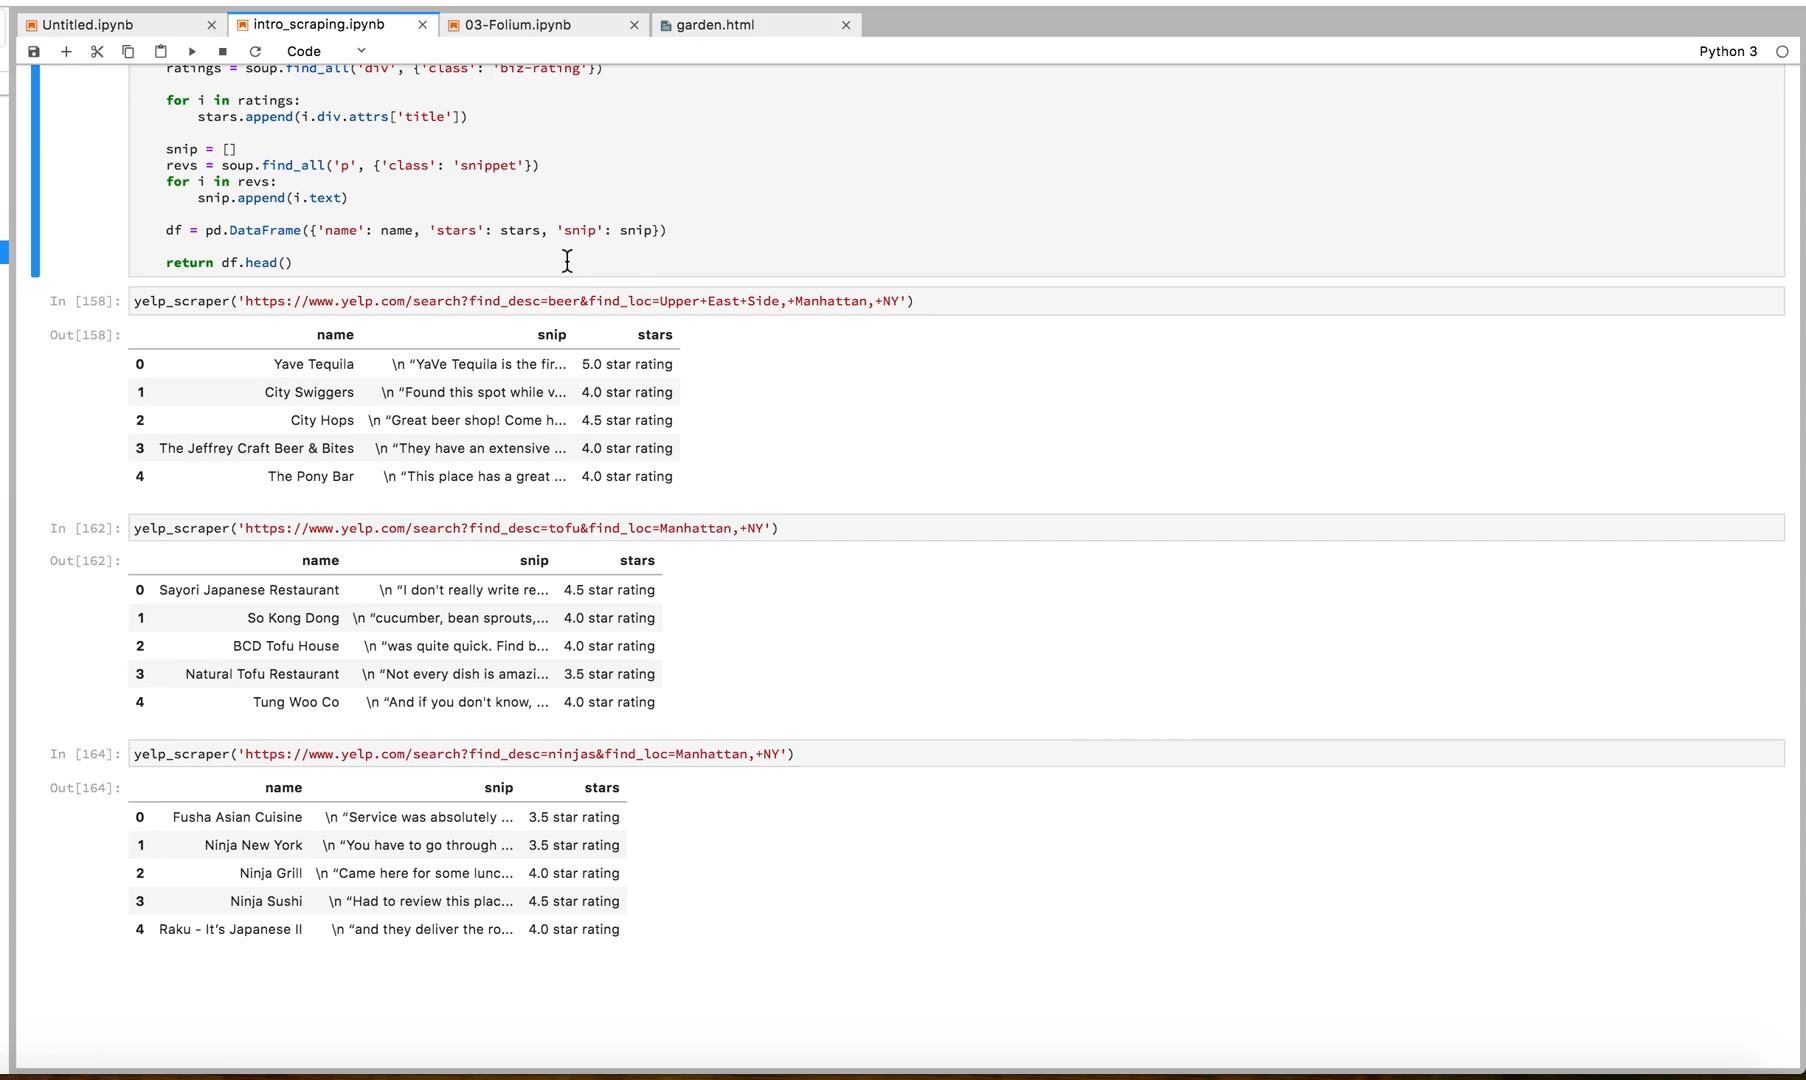 Untitled.ipynb intro_scraping.ipynb 03-Folium.ipynb garden.html
Code Python 3
ratings = soup.find_all('div', {'class': 'biz-rating'})
for i in ratings:
stars.append(i.div.attrs['title'])
snip = []
revs = soup.find_all('p', {'class': 'snippet'})
for i in revs:
snip.append(i.text)
df = pd.DataFrame({'name': name, 'stars': stars, 'snip': snip})
return df.head()
In [158]: yelp_scraper('https://www.yelp.com/search?find_desc=beer&find_loc=Upper+East+Side,+Manhattan,+NY')
Out[158]: name snip stars
0 Yave Tequila \n “YaVe Tequila is the fir... 5.0 star rating
1 City Swiggers \n “Found this spot while v... 4.0 star rating
2 City Hops \n “Great beer shop! Come h... 4.5 star rating
3 The Jeffrey Craft Beer & Bites \n “They have an extensive ... 4.0 star rating
4 The Pony Bar \n “This place has a great ... 4.0 star rating
In [162]: yelp_scraper('https://www.yelp.com/search?find_desc=tofu&find_loc=Manhattan,+NY')
Out[162]: name snip stars
0 Sayori Japanese Restaurant \n “I don't really write re... 4.5 star rating
1 So Kong Dong \n “cucumber, bean sprouts,... 4.0 star rating
2 BCD Tofu House \n “was quite quick. Find b... 4.0 star rating
3 Natural Tofu Restaurant \n “Not every dish is amazi... 3.5 star rating
4 Tung Woo Co \n “And if you don't know, ... 4.0 star rating
In [164]: yelp_scraper('https://www.yelp.com/search?find_desc=ninjas&find_loc=Manhattan,+NY')
Out[164]: name snip stars
0 Fusha Asian Cuisine \n “Service was absolutely ... 3.5 star rating
1 Ninja New York \n “You have to go through ... 3.5 star rating
2 Ninja Grill \n “Came here for some lunc... 4.0 star rating
3 Ninja Sushi \n “Had to review this plac... 4.5 star rating
4 Raku - It’s Japanese II \n “and they deliver the ro... 4.0 star rating